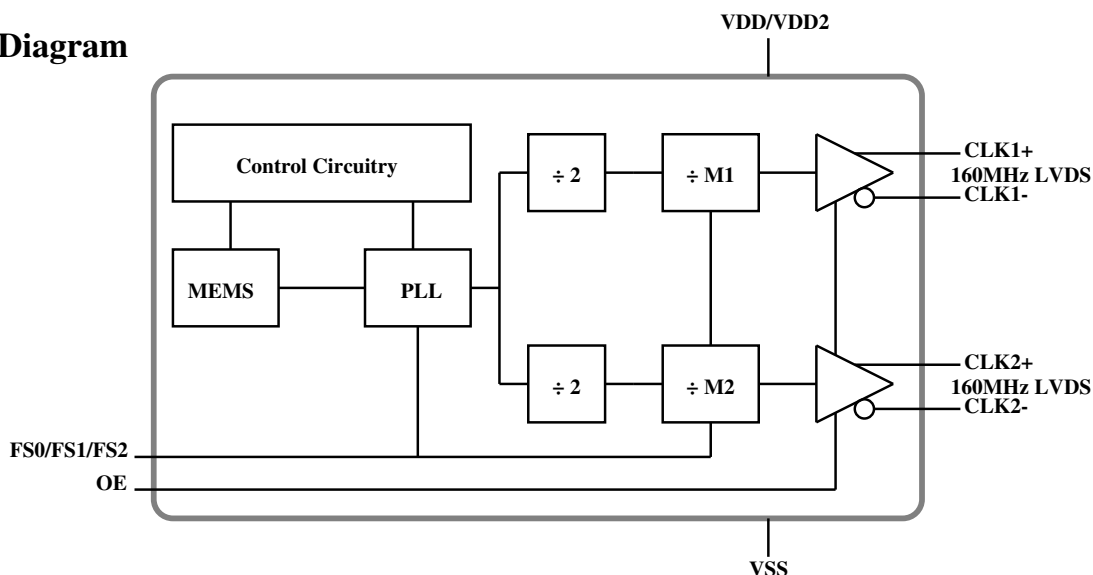 Diagram
VDD/VDD2
Control Circuitry
÷ 2
÷ M1
CLK1+
160MHz LVDS
CLK1-
MEMS
PLL
÷ 2
÷ M2
CLK2+
160MHz LVDS
CLK2-
FS0/FS1/FS2
OE
VSS